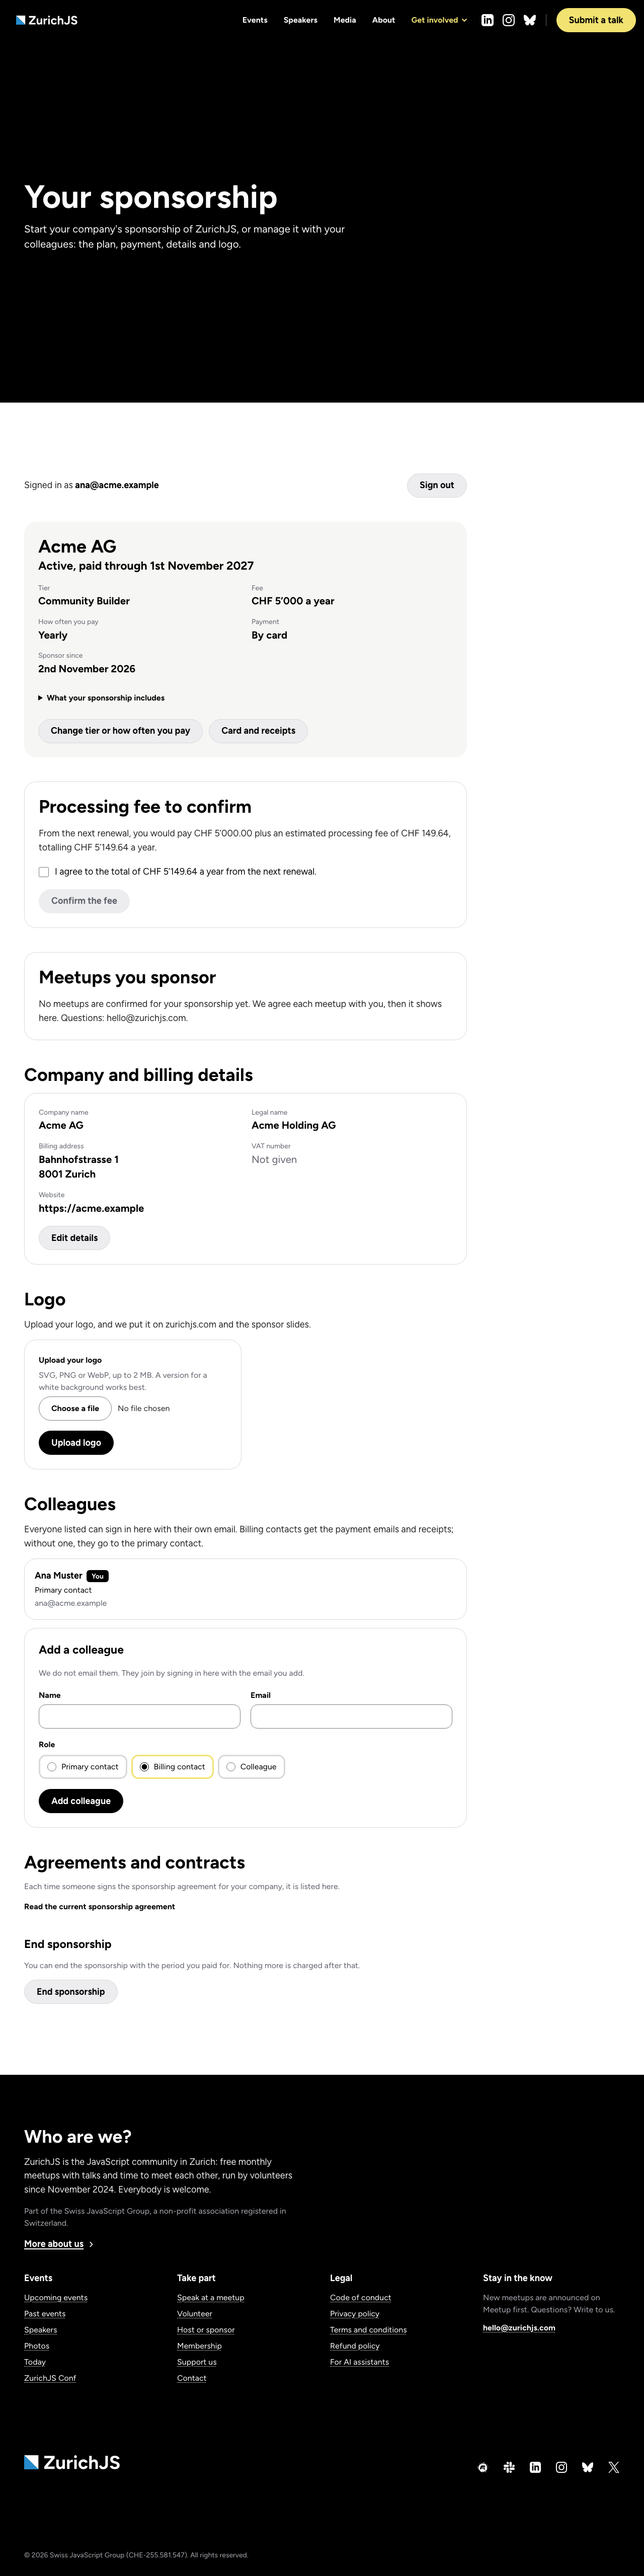 ZurichJS
Events
Speakers
Media
About
Get involved
Submit a talk
Your sponsorship
Start your company's sponsorship of ZurichJS, or manage it with your
colleagues: the plan, payment, details and logo.
Signed in as ana@acme.example
Sign out
Acme AG
Active, paid through 1st November 2027
Tier
Community Builder
Fee
CHF 5’000 a year
How often you pay
Yearly
Payment
By card
Sponsor since
2nd November 2026
What your sponsorship includes
Change tier or how often you pay
Card and receipts
Processing fee to confirm
From the next renewal, you would pay CHF 5’000.00 plus an estimated processing fee of CHF 149.64,
totalling CHF 5’149.64 a year.
I agree to the total of CHF 5’149.64 a year from the next renewal.
Confirm the fee
Meetups you sponsor
No meetups are confirmed for your sponsorship yet. We agree each meetup with you, then it shows
here. Questions: hello@zurichjs.com.
Company and billing details
Company name
Acme AG
Legal name
Acme Holding AG
Billing address
Bahnhofstrasse 1
8001 Zurich
VAT number
Not given
Website
https://acme.example
Edit details
Logo
Upload your logo, and we put it on zurichjs.com and the sponsor slides.
Upload your logo
SVG, PNG or WebP, up to 2 MB. A version for a
white background works best.
Choose a file
No file chosen
Upload logo
Colleagues
Everyone listed can sign in here with their own email. Billing contacts get the payment emails and receipts;
without one, they go to the primary contact.
Ana Muster You
Primary contact
ana@acme.example
Add a colleague
We do not email them. They join by signing in here with the email you add.
Name
Email
Role
Primary contact
Billing contact
Colleague
Add colleague
Agreements and contracts
Each time someone signs the sponsorship agreement for your company, it is listed here.
Read the current sponsorship agreement
End sponsorship
You can end the sponsorship with the period you paid for. Nothing more is charged after that.
End sponsorship
Who are we?
ZurichJS is the JavaScript community in Zurich: free monthly
meetups with talks and time to meet each other, run by volunteers
since November 2024. Everybody is welcome.
Part of the Swiss JavaScript Group, a non-profit association registered in
Switzerland.
More about us
Events
Upcoming events
Past events
Speakers
Photos
Today
ZurichJS Conf
Take part
Speak at a meetup
Volunteer
Host or sponsor
Membership
Support us
Contact
Legal
Code of conduct
Privacy policy
Terms and conditions
Refund policy
For AI assistants
Stay in the know
New meetups are announced on
Meetup first. Questions? Write to us.
hello@zurichjs.com
ZurichJS
© 2026 Swiss JavaScript Group (CHE-255.581.547). All rights reserved.